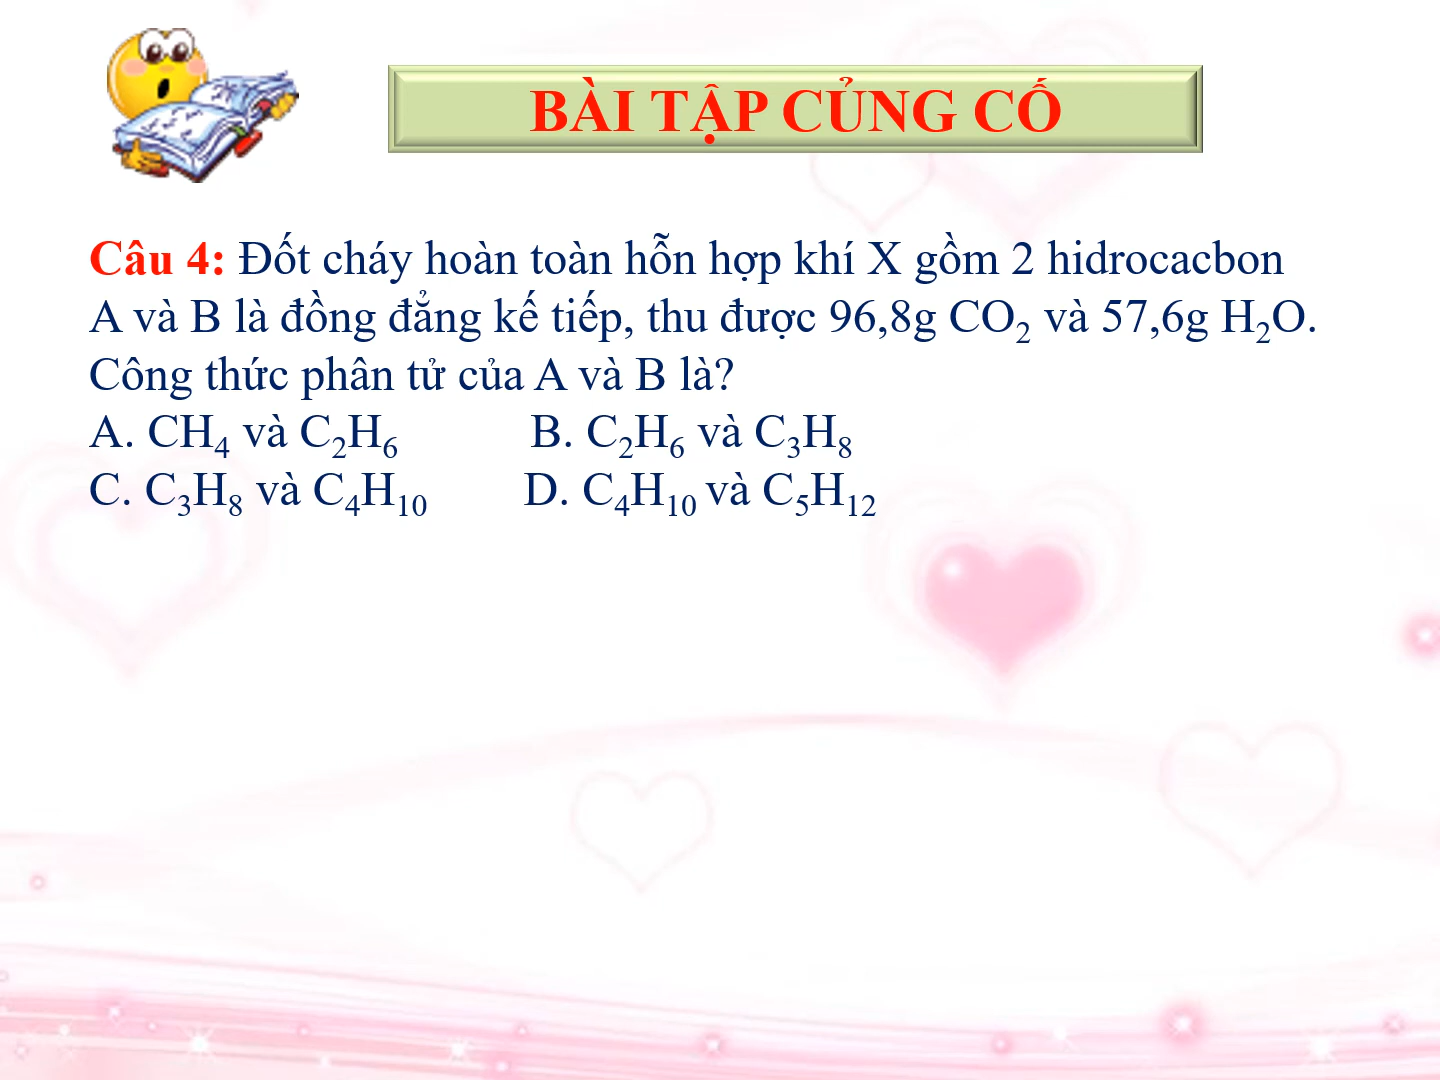 BÀI TẬP CỦNG CỐ
Câu 4: Đốt cháy hoàn toàn hỗn hợp khí X gồm 2 hidrocacbon
A và B là đồng đẳng kế tiếp, thu được 96,8g CO₂ và 57,6g H₂O.
Công thức phân tử của A và B là?
A. CH₄ và C₂H₆ B. C₂H₆ và C₃H₈
C. C₃H₈ và C₄H₁₀ D. C₄H₁₀ và C₅H₁₂